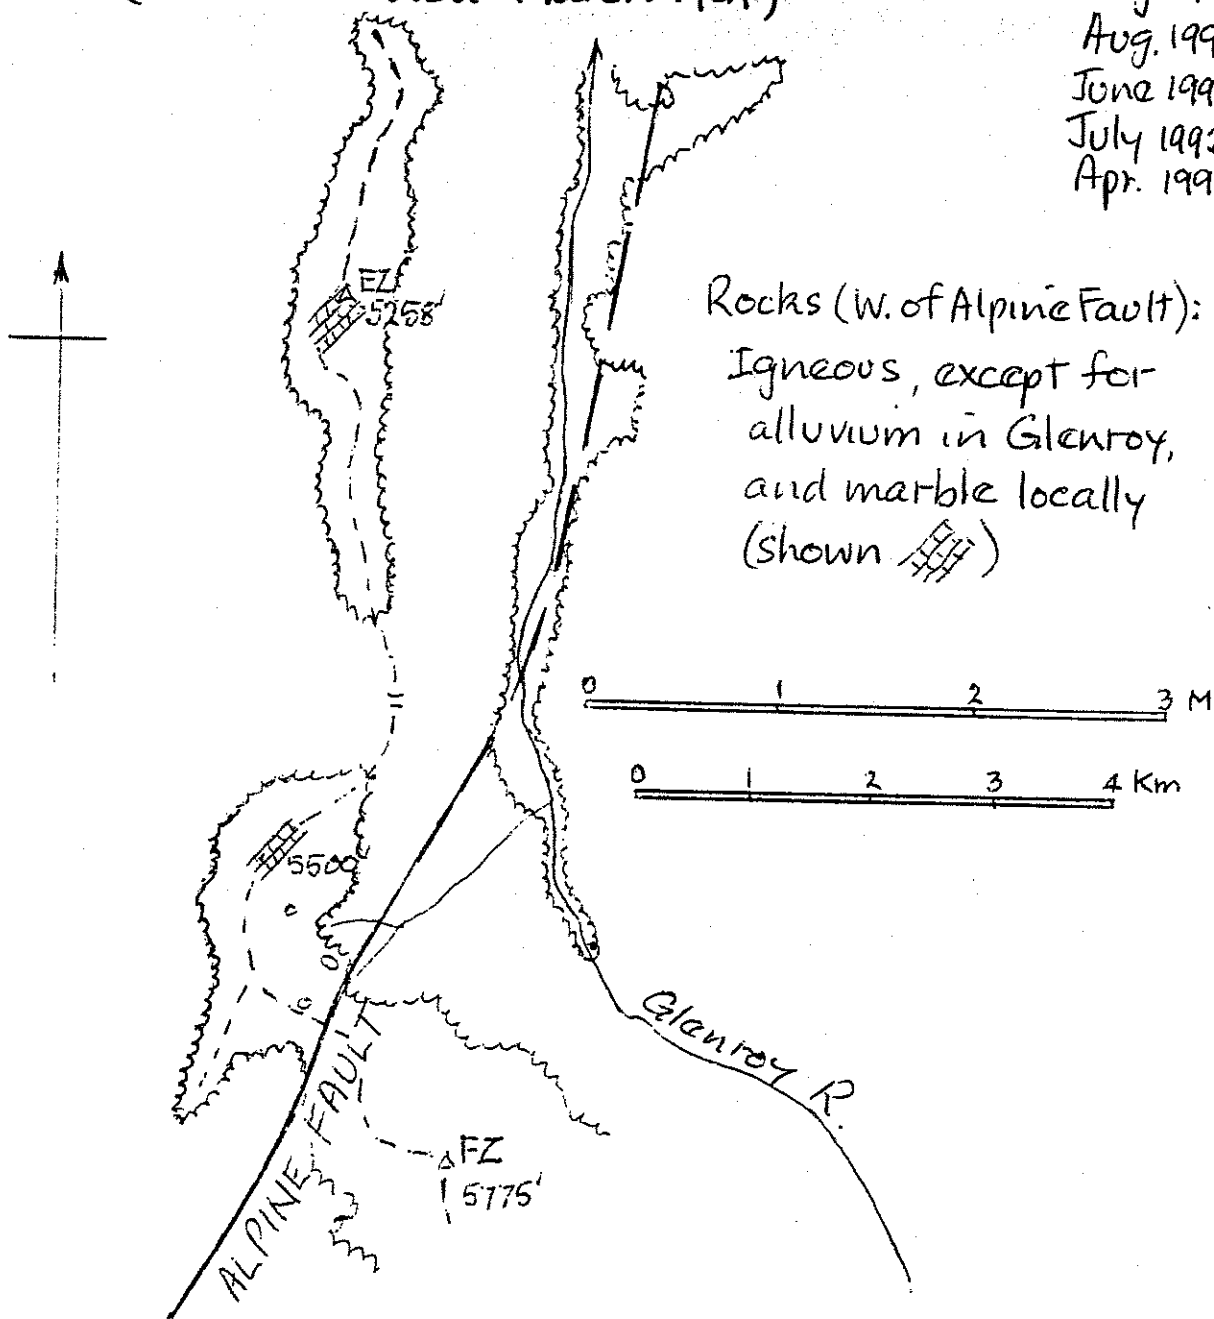 Aug. 199
June 199
July 199
Apr. 199
FZ
5258'
Rocks (W. of Alpine Fault):
Igneous, except for
alluvium in Glenroy,
and marble locally
(shown )
0 1 2 3 M
0 1 2 3 4 Km
5500
Glenroy R.
ALPINE FAULT
FZ
5775'